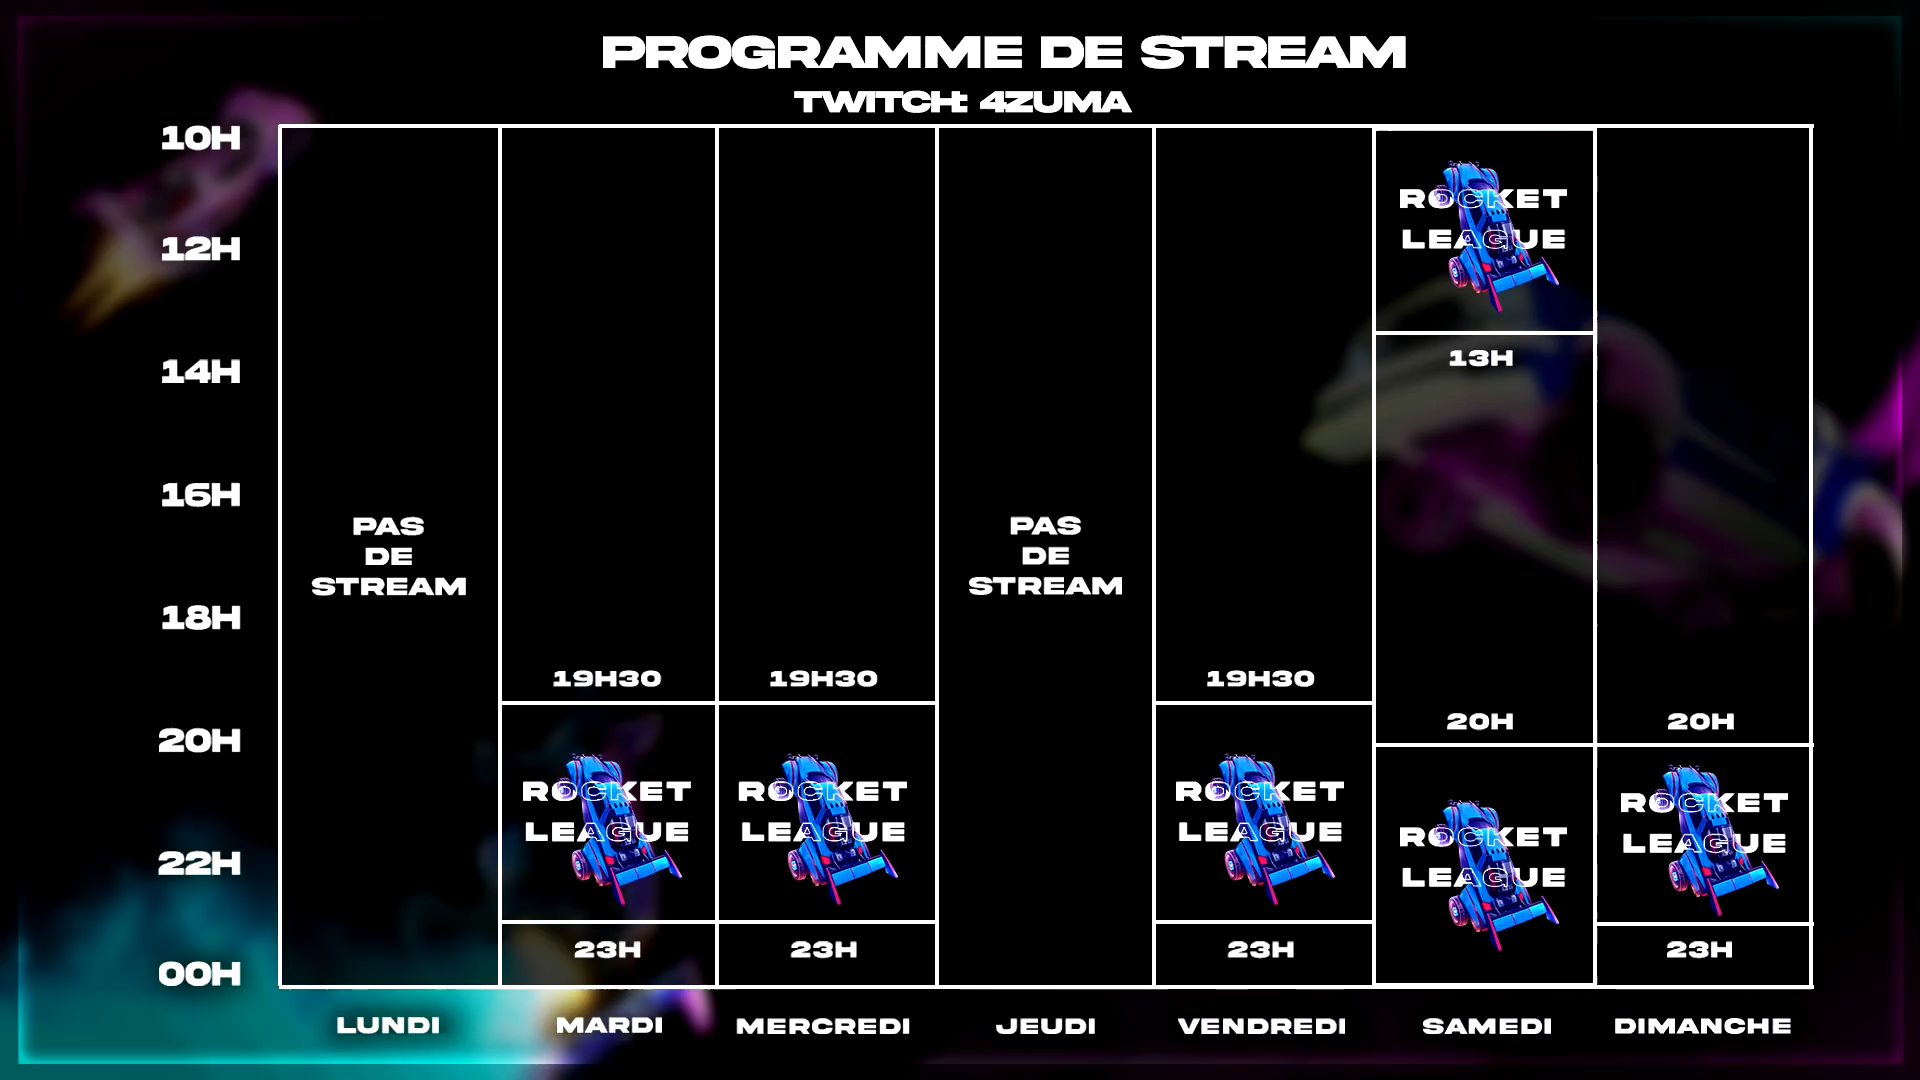 PROGRAMME DE STREAM
TWITCH: 4ZUMA
10H
12H
14H
16H
18H
20H
22H
00H
PAS
DE
STREAM
19H30
ROCKET
LEAGUE
23H
19H30
ROCKET
LEAGUE
23H
PAS
DE
STREAM
19H30
ROCKET
LEAGUE
23H
ROCKET
LEAGUE
13H
20H
ROCKET
LEAGUE
20H
ROCKET
LEAGUE
23H
LUNDI
MARDI
MERCREDI
JEUDI
VENDREDI
SAMEDI
DIMANCHE